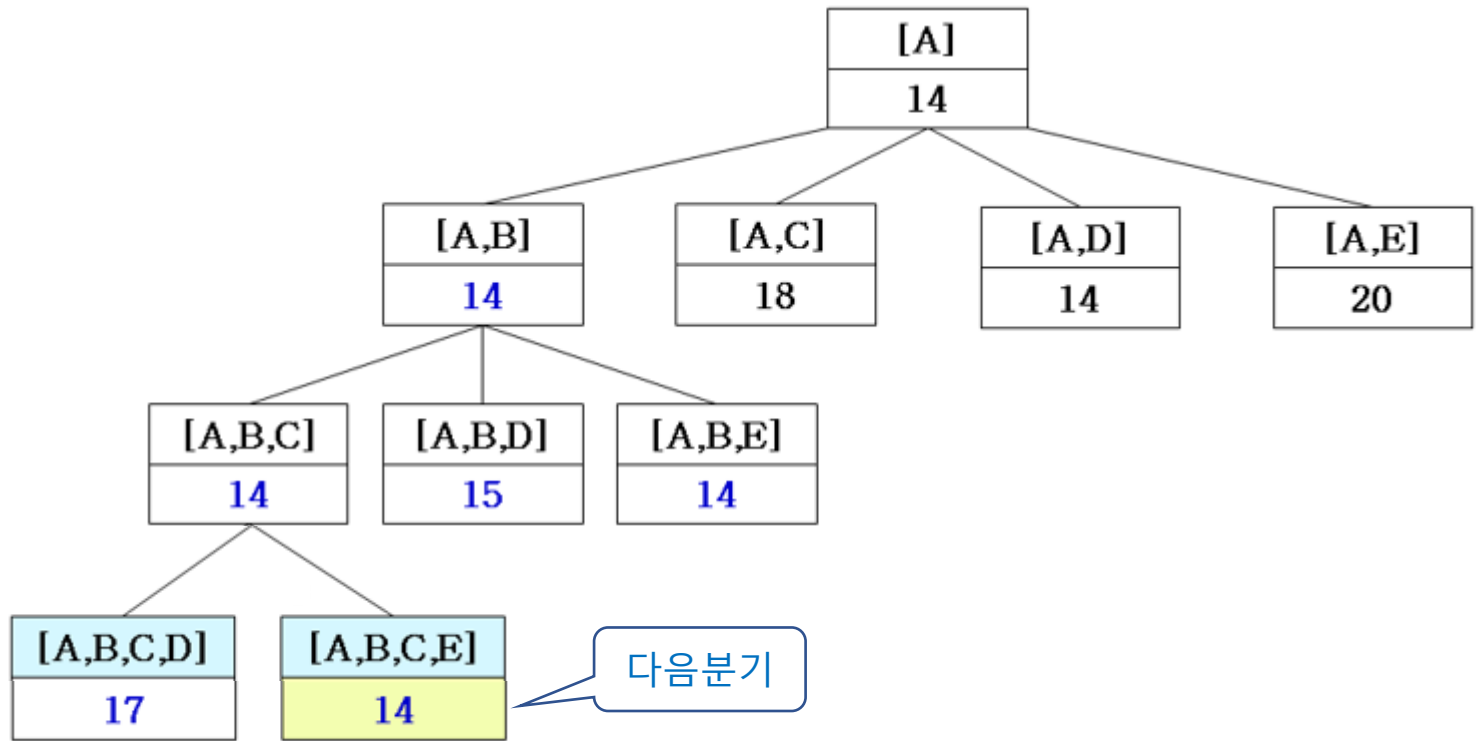 [A]
14
[A,B]
14
[A,C]
18
[A,D]
14
[A,E]
20
[A,B,C]
14
[A,B,D]
15
[A,B,E]
14
[A,B,C,D]
17
[A,B,C,E]
14
다음분기